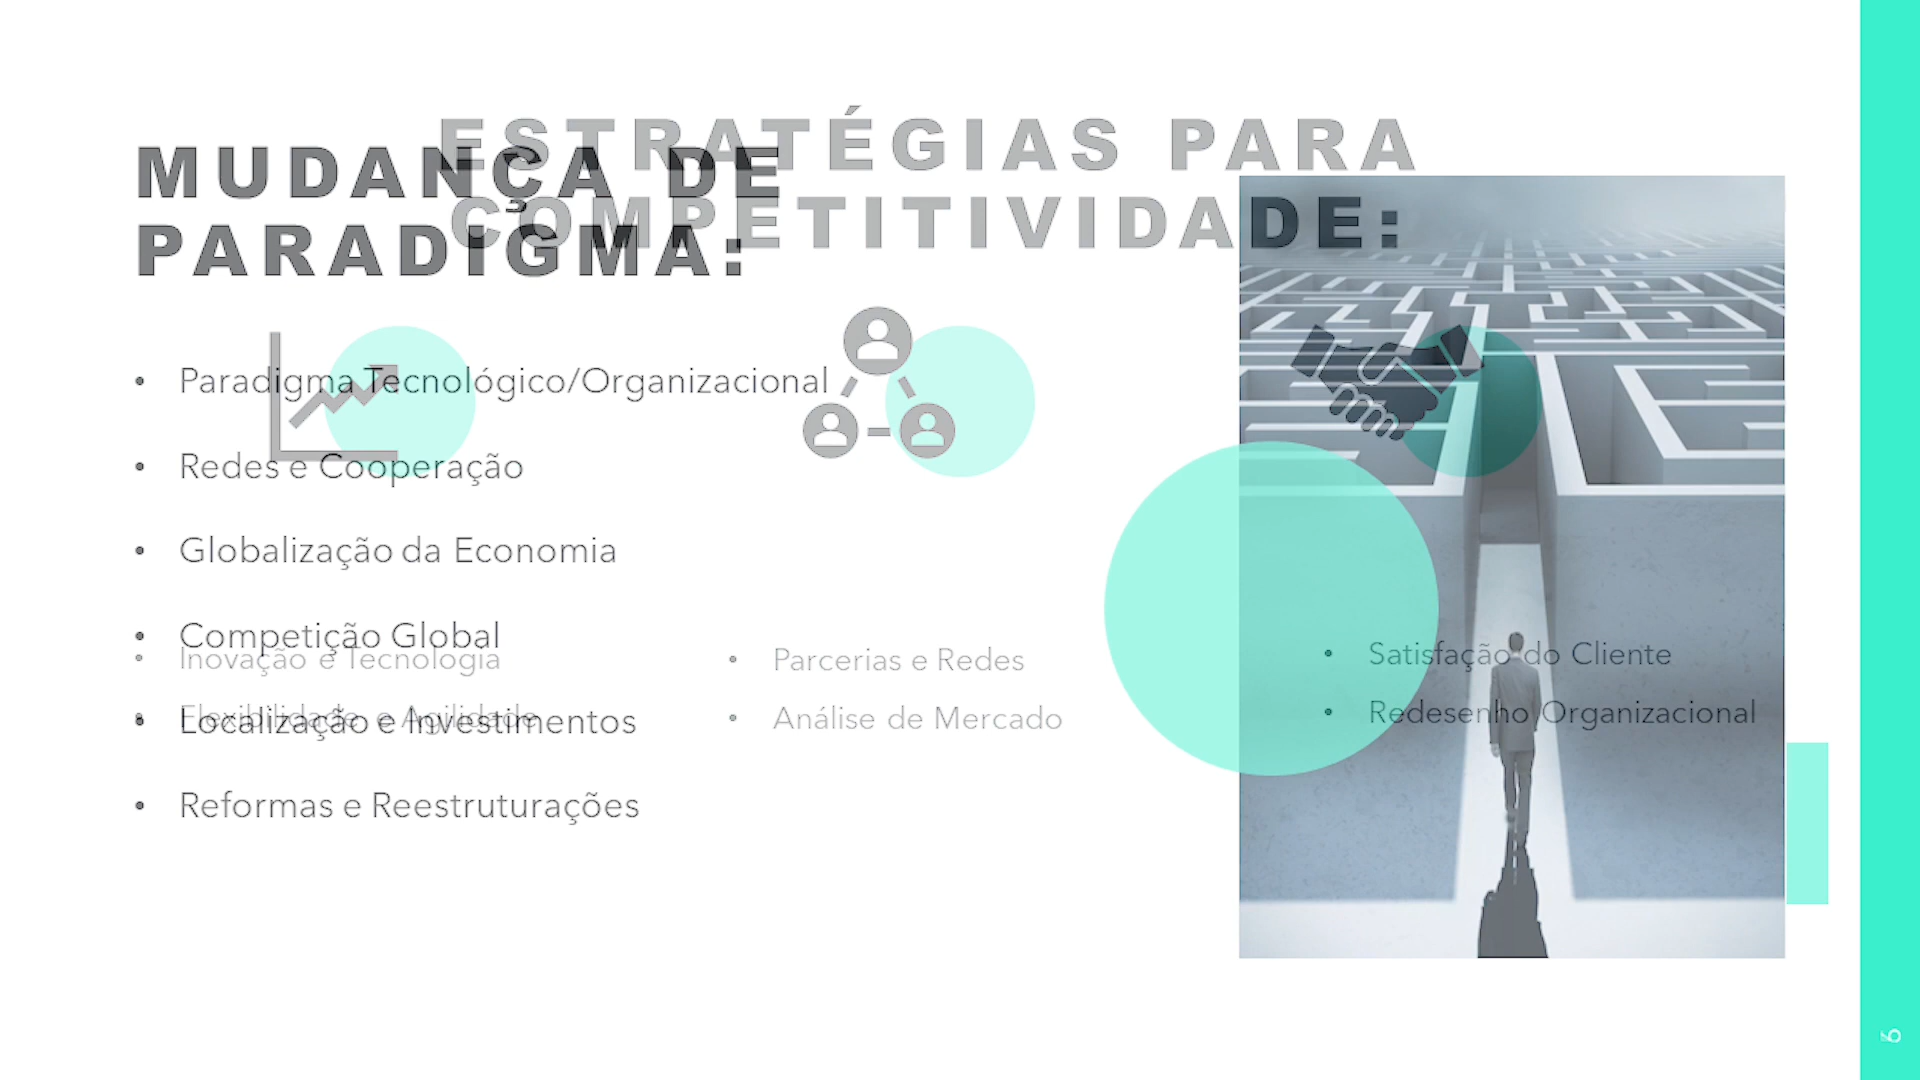 ESTRATÉGIAS PARA
COMPETITIVIDADE:
MUDANÇA DE
PARADIGMA:
• Paradigma Tecnológico/Organizacional
• Redes e Cooperação
• Globalização da Economia
• Competição Global
• Localização e Investimentos
• Reformas e Reestruturações
• Inovação e Tecnologia
• Flexibilidade e Agilidade
• Parcerias e Redes
• Análise de Mercado
• Satisfação do Cliente
• Redesenho Organizacional